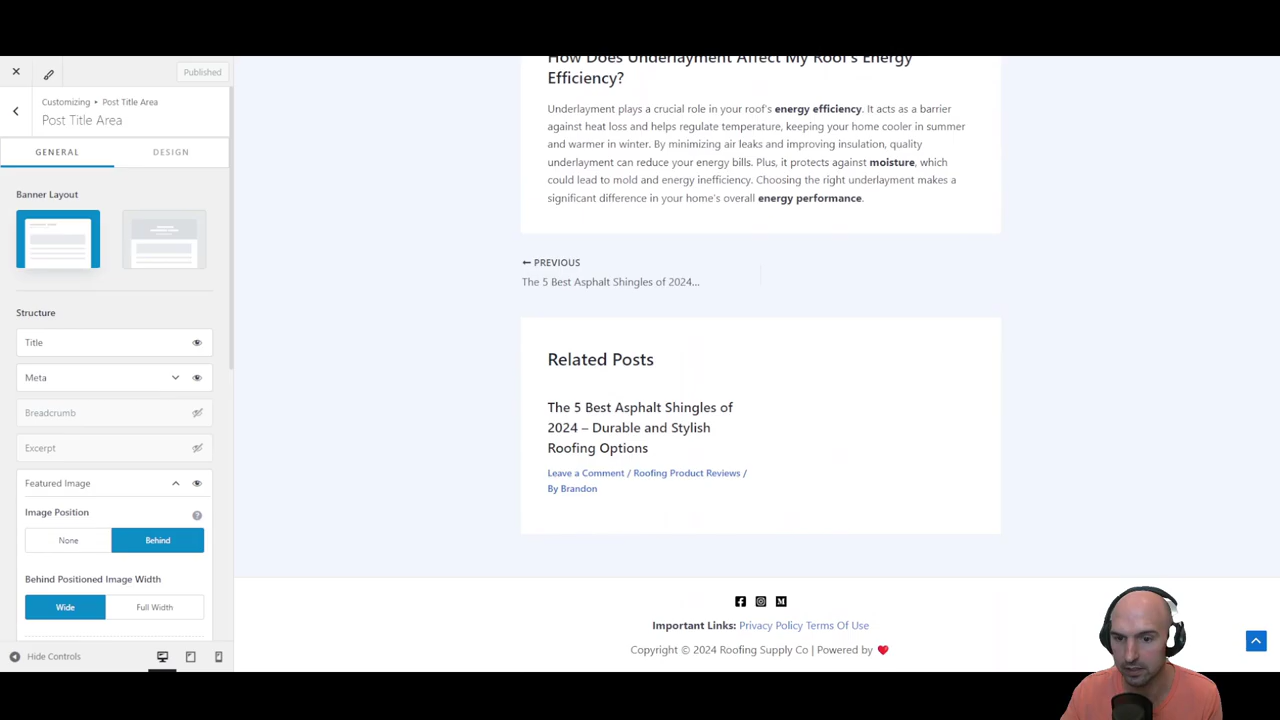 Published
Customizing • Post Title Area
Post Title Area
GENERAL
DESIGN
Banner Layout
Structure
Title
Meta
Breadcrumb
Excerpt
Featured Image
Image Position
?
None
Behind
Behind Positioned Image Width
Wide
Full Width
Hide Controls
How Does Underlayment Affect My Roof's Energy
Efficiency?
Underlayment plays a crucial role in your roof's energy efficiency. It acts as a barrier
against heat loss and helps regulate temperature, keeping your home cooler in summer
and warmer in winter. By minimizing air leaks and improving insulation, quality
underlayment can reduce your energy bills. Plus, it protects against moisture, which
could lead to mold and energy inefficiency. Choosing the right underlayment makes a
significant difference in your home's overall energy performance.
← PREVIOUS
The 5 Best Asphalt Shingles of 2024...
Related Posts
The 5 Best Asphalt Shingles of
2024 – Durable and Stylish
Roofing Options
Leave a Comment / Roofing Product Reviews /
By Brandon
Important Links: Privacy Policy Terms Of Use
Copyright © 2024 Roofing Supply Co | Powered by ❤